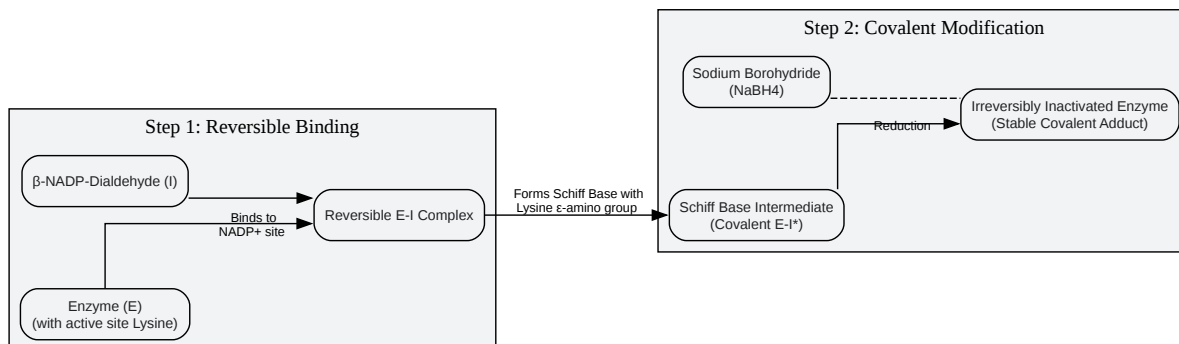 Step 1: Reversible Binding
β-NADP-Dialdehyde (I)
Binds to
NADP+ site
Reversible E-I Complex
Enzyme (E)
(with active site Lysine)
Forms Schiff Base with
Lysine ε-amino group
Step 2: Covalent Modification
Sodium Borohydride
(NaBH4)
Irreversibly Inactivated Enzyme
(Stable Covalent Adduct)
Reduction
Schiff Base Intermediate
(Covalent E-I*)